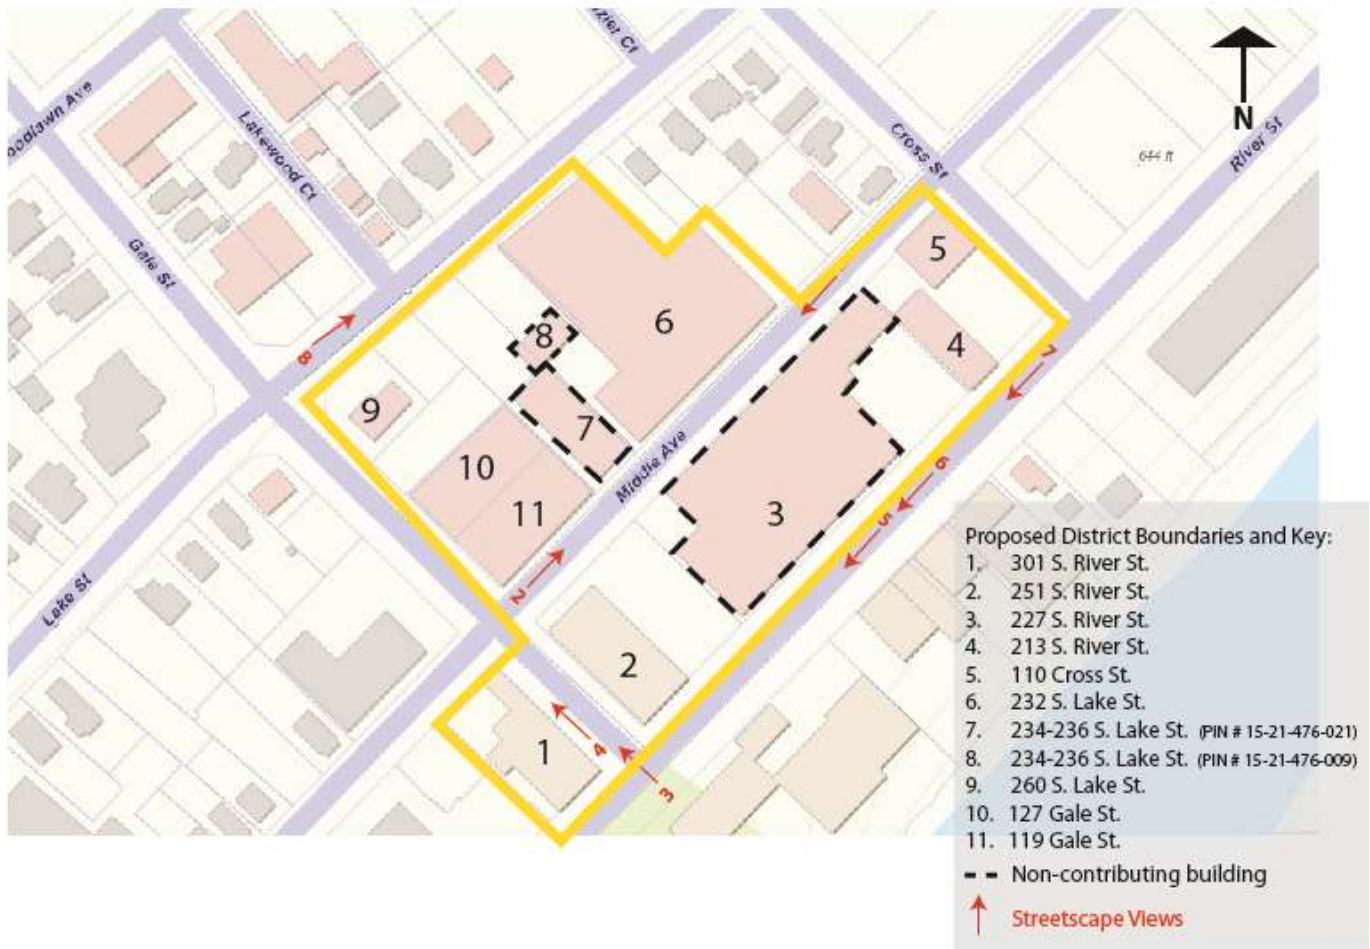 zier Ct
oodlawn Ave
Lakewood Ct
Cross St
N
River St
644 ft
Gale St
5
8
6
4
8
7
9
7
Middle Ave
10
6
11
3
5
2
Lake St
2
1
4
3
Proposed District Boundaries and Key:
1. 301 S. River St.
2. 251 S. River St.
3. 227 S. River St.
4. 213 S. River St.
5. 110 Cross St.
6. 232 S. Lake St.
7. 234-236 S. Lake St. (PIN # 15-21-476-021)
8. 234-236 S. Lake St. (PIN # 15-21-476-009)
9. 260 S. Lake St.
10. 127 Gale St.
11. 119 Gale St.
Non-contributing building
Streetscape Views